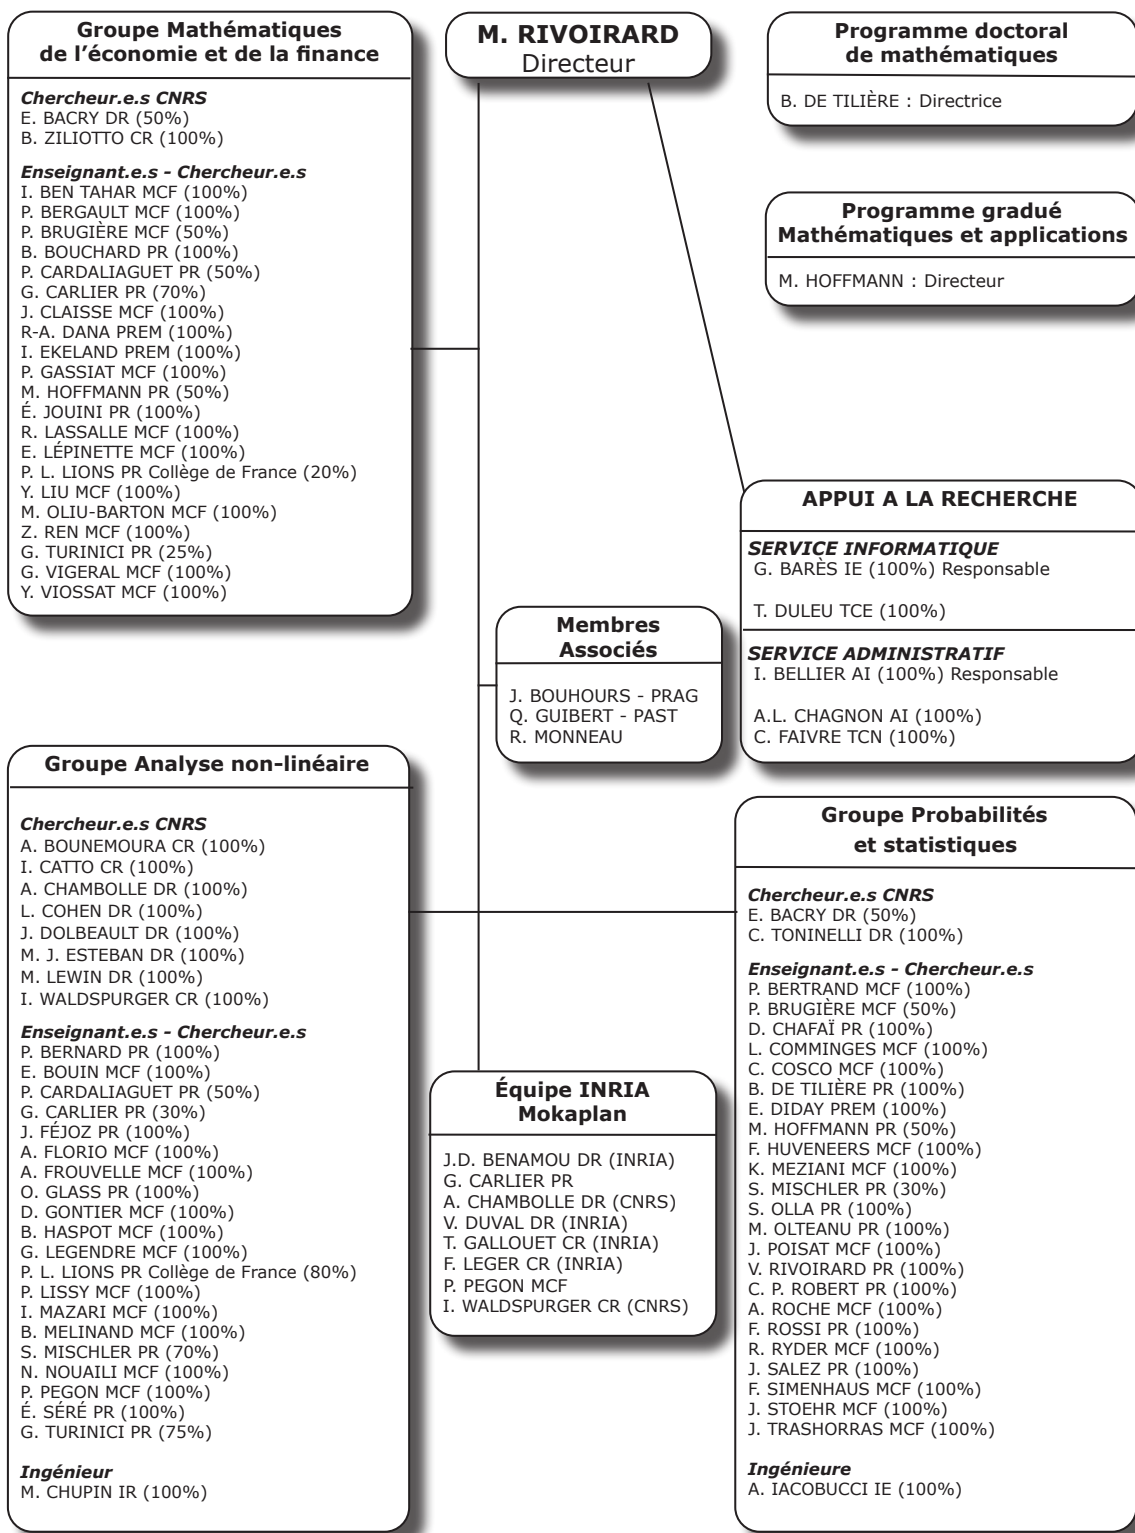 Groupe Mathématiques
de l’économie et de la finance
Chercheur.e.s CNRS
E. BACRY DR (50%)
B. ZILIOTTO CR (100%)
Enseignant.e.s - Chercheur.e.s
I. BEN TAHAR MCF (100%)
P. BERGAULT MCF (100%)
P. BRUGIÈRE MCF (50%)
B. BOUCHARD PR (100%)
P. CARDALIAGUET PR (50%)
G. CARLIER PR (70%)
J. CLAISSE MCF (100%)
R-A. DANA PREM (100%)
I. EKELAND PREM (100%)
P. GASSIAT MCF (100%)
M. HOFFMANN PR (50%)
É. JOUINI PR (100%)
R. LASSALLE MCF (100%)
E. LÉPINETTE MCF (100%)
P. L. LIONS PR Collège de France (20%)
Y. LIU MCF (100%)
M. OLIU-BARTON MCF (100%)
Z. REN MCF (100%)
G. TURINICI PR (25%)
G. VIGERAL MCF (100%)
Y. VIOSSAT MCF (100%)
M. RIVOIRARD
Directeur
Programme doctoral
de mathématiques
B. DE TILIÈRE : Directrice
Programme gradué
Mathématiques et applications
M. HOFFMANN : Directeur
APPUI A LA RECHERCHE
SERVICE INFORMATIQUE
G. BARÈS IE (100%) Responsable
T. DULEU TCE (100%)
SERVICE ADMINISTRATIF
I. BELLIER AI (100%) Responsable
A.L. CHAGNON AI (100%)
C. FAIVRE TCN (100%)
Membres
Associés
J. BOUHOURS - PRAG
Q. GUIBERT - PAST
R. MONNEAU
Groupe Analyse non-linéaire
Chercheur.e.s CNRS
A. BOUNEMOURA CR (100%)
I. CATTO CR (100%)
A. CHAMBOLLE DR (100%)
L. COHEN DR (100%)
J. DOLBEAULT DR (100%)
M. J. ESTEBAN DR (100%)
M. LEWIN DR (100%)
I. WALDSPURGER CR (100%)
Enseignant.e.s - Chercheur.e.s
P. BERNARD PR (100%)
E. BOUIN MCF (100%)
P. CARDALIAGUET PR (50%)
G. CARLIER PR (30%)
J. FÉJOZ PR (100%)
A. FLORIO MCF (100%)
A. FROUVELLE MCF (100%)
O. GLASS PR (100%)
D. GONTIER MCF (100%)
B. HASPOT MCF (100%)
G. LEGENDRE MCF (100%)
P. L. LIONS PR Collège de France (80%)
P. LISSY MCF (100%)
I. MAZARI MCF (100%)
B. MELINAND MCF (100%)
S. MISCHLER PR (70%)
N. NOUAILI MCF (100%)
P. PEGON MCF (100%)
É. SÉRÉ PR (100%)
G. TURINICI PR (75%)
Ingénieur
M. CHUPIN IR (100%)
Équipe INRIA
Mokaplan
J.D. BENAMOU DR (INRIA)
G. CARLIER PR
A. CHAMBOLLE DR (CNRS)
V. DUVAL DR (INRIA)
T. GALLOUET CR (INRIA)
F. LEGER CR (INRIA)
P. PEGON MCF
I. WALDSPURGER CR (CNRS)
Groupe Probabilités
et statistiques
Chercheur.e.s CNRS
E. BACRY DR (50%)
C. TONINELLI DR (100%)
Enseignant.e.s - Chercheur.e.s
P. BERTRAND MCF (100%)
P. BRUGIÈRE MCF (50%)
D. CHAFAÏ PR (100%)
L. COMMINGES MCF (100%)
C. COSCO MCF (100%)
B. DE TILIÈRE PR (100%)
E. DIDAY PREM (100%)
M. HOFFMANN PR (50%)
F. HUVENEERS MCF (100%)
K. MEZIANI MCF (100%)
S. MISCHLER PR (30%)
S. OLLA PR (100%)
M. OLTEANU PR (100%)
J. POISAT MCF (100%)
V. RIVOIRARD PR (100%)
C. P. ROBERT PR (100%)
A. ROCHE MCF (100%)
F. ROSSI PR (100%)
R. RYDER MCF (100%)
J. SALEZ PR (100%)
F. SIMENHAUS MCF (100%)
J. STOEHR MCF (100%)
J. TRASHORRAS MCF (100%)
Ingénieure
A. IACOBUCCI IE (100%)